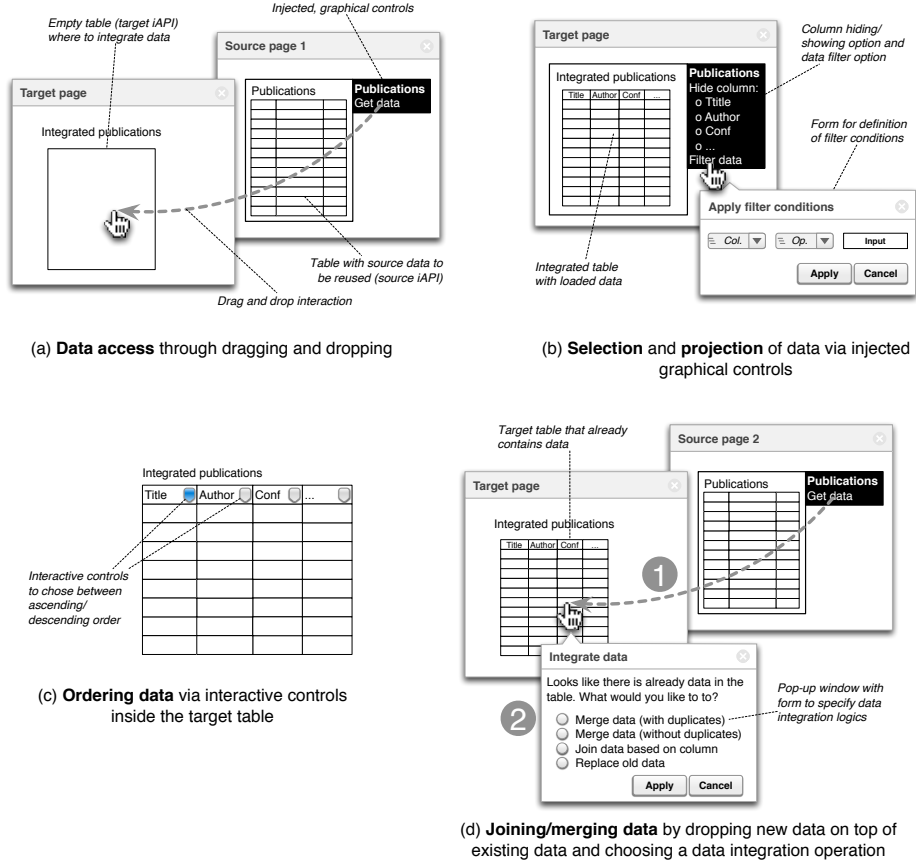 Empty table (target iAPI)
where to integrate data
Injected, graphical controls
Source page 1
Publications
Publications
Get data
Target page
Integrated publications
Table with source data to
be reused (source iAPI)
Drag and drop interaction
(a) Data access through dragging and dropping
Target page
Column hiding/
showing option and
data filter option
Integrated publications
Title Author Conf ...
Publications
Hide column:
o Ttitle
o Author
o Conf
o ...
Filter data
Form for definition
of filter conditions
Apply filter conditions
Col. Op. Input
Apply Cancel
Integrated table
with loaded data
(b) Selection and projection of data via injected
graphical controls
Integrated publications
Title Author Conf ...
Interactive controls
to chose between
ascending/
descending order
(c) Ordering data via interactive controls
inside the target table
Target table that already
contains data
Source page 2
Publications
Publications
Get data
Target page
Integrated publications
Title Author Conf ...
1
Integrate data
Looks like there is already data in the
table. What would you like to to?
2
Merge data (with duplicates)
Merge data (without duplicates)
Join data based on column
Replace old data
Apply Cancel
Pop-up window with
form to specify data
integration logics
(d) Joining/merging data by dropping new data on top of
existing data and choosing a data integration operation